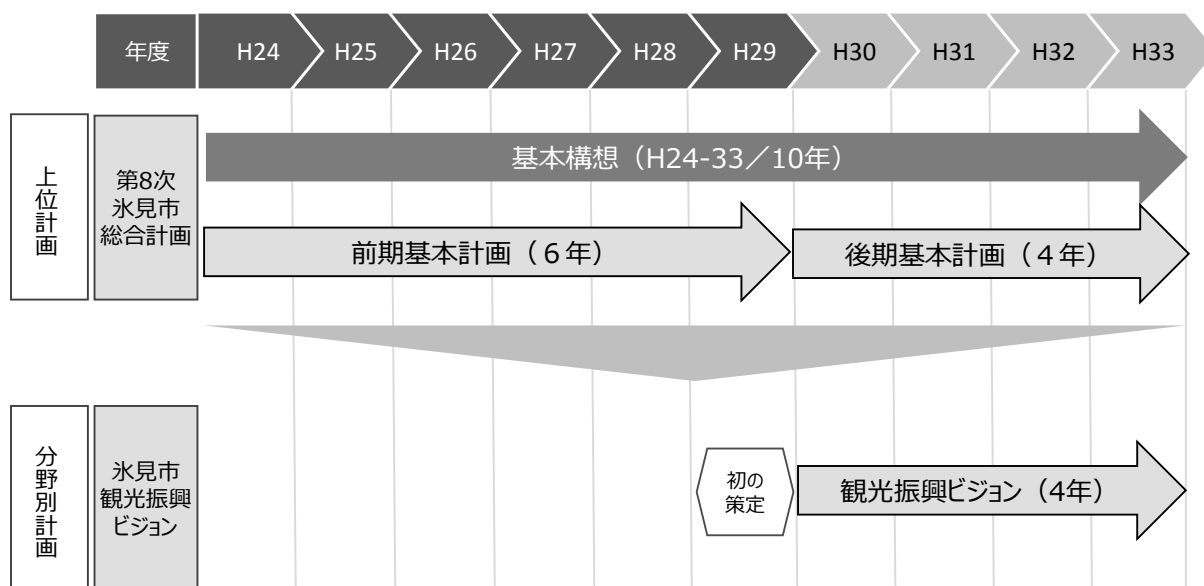 年度
H24
H25
H26
H27
H28
H29
H30
H31
H32
H33
上位計画
第8次
氷見市
総合計画
基本構想（H24-33／10年）
前期基本計画（６年）
後期基本計画（４年）
分野別計画
氷見市
観光振興
ビジョン
初の
策定
観光振興ビジョン（4年）